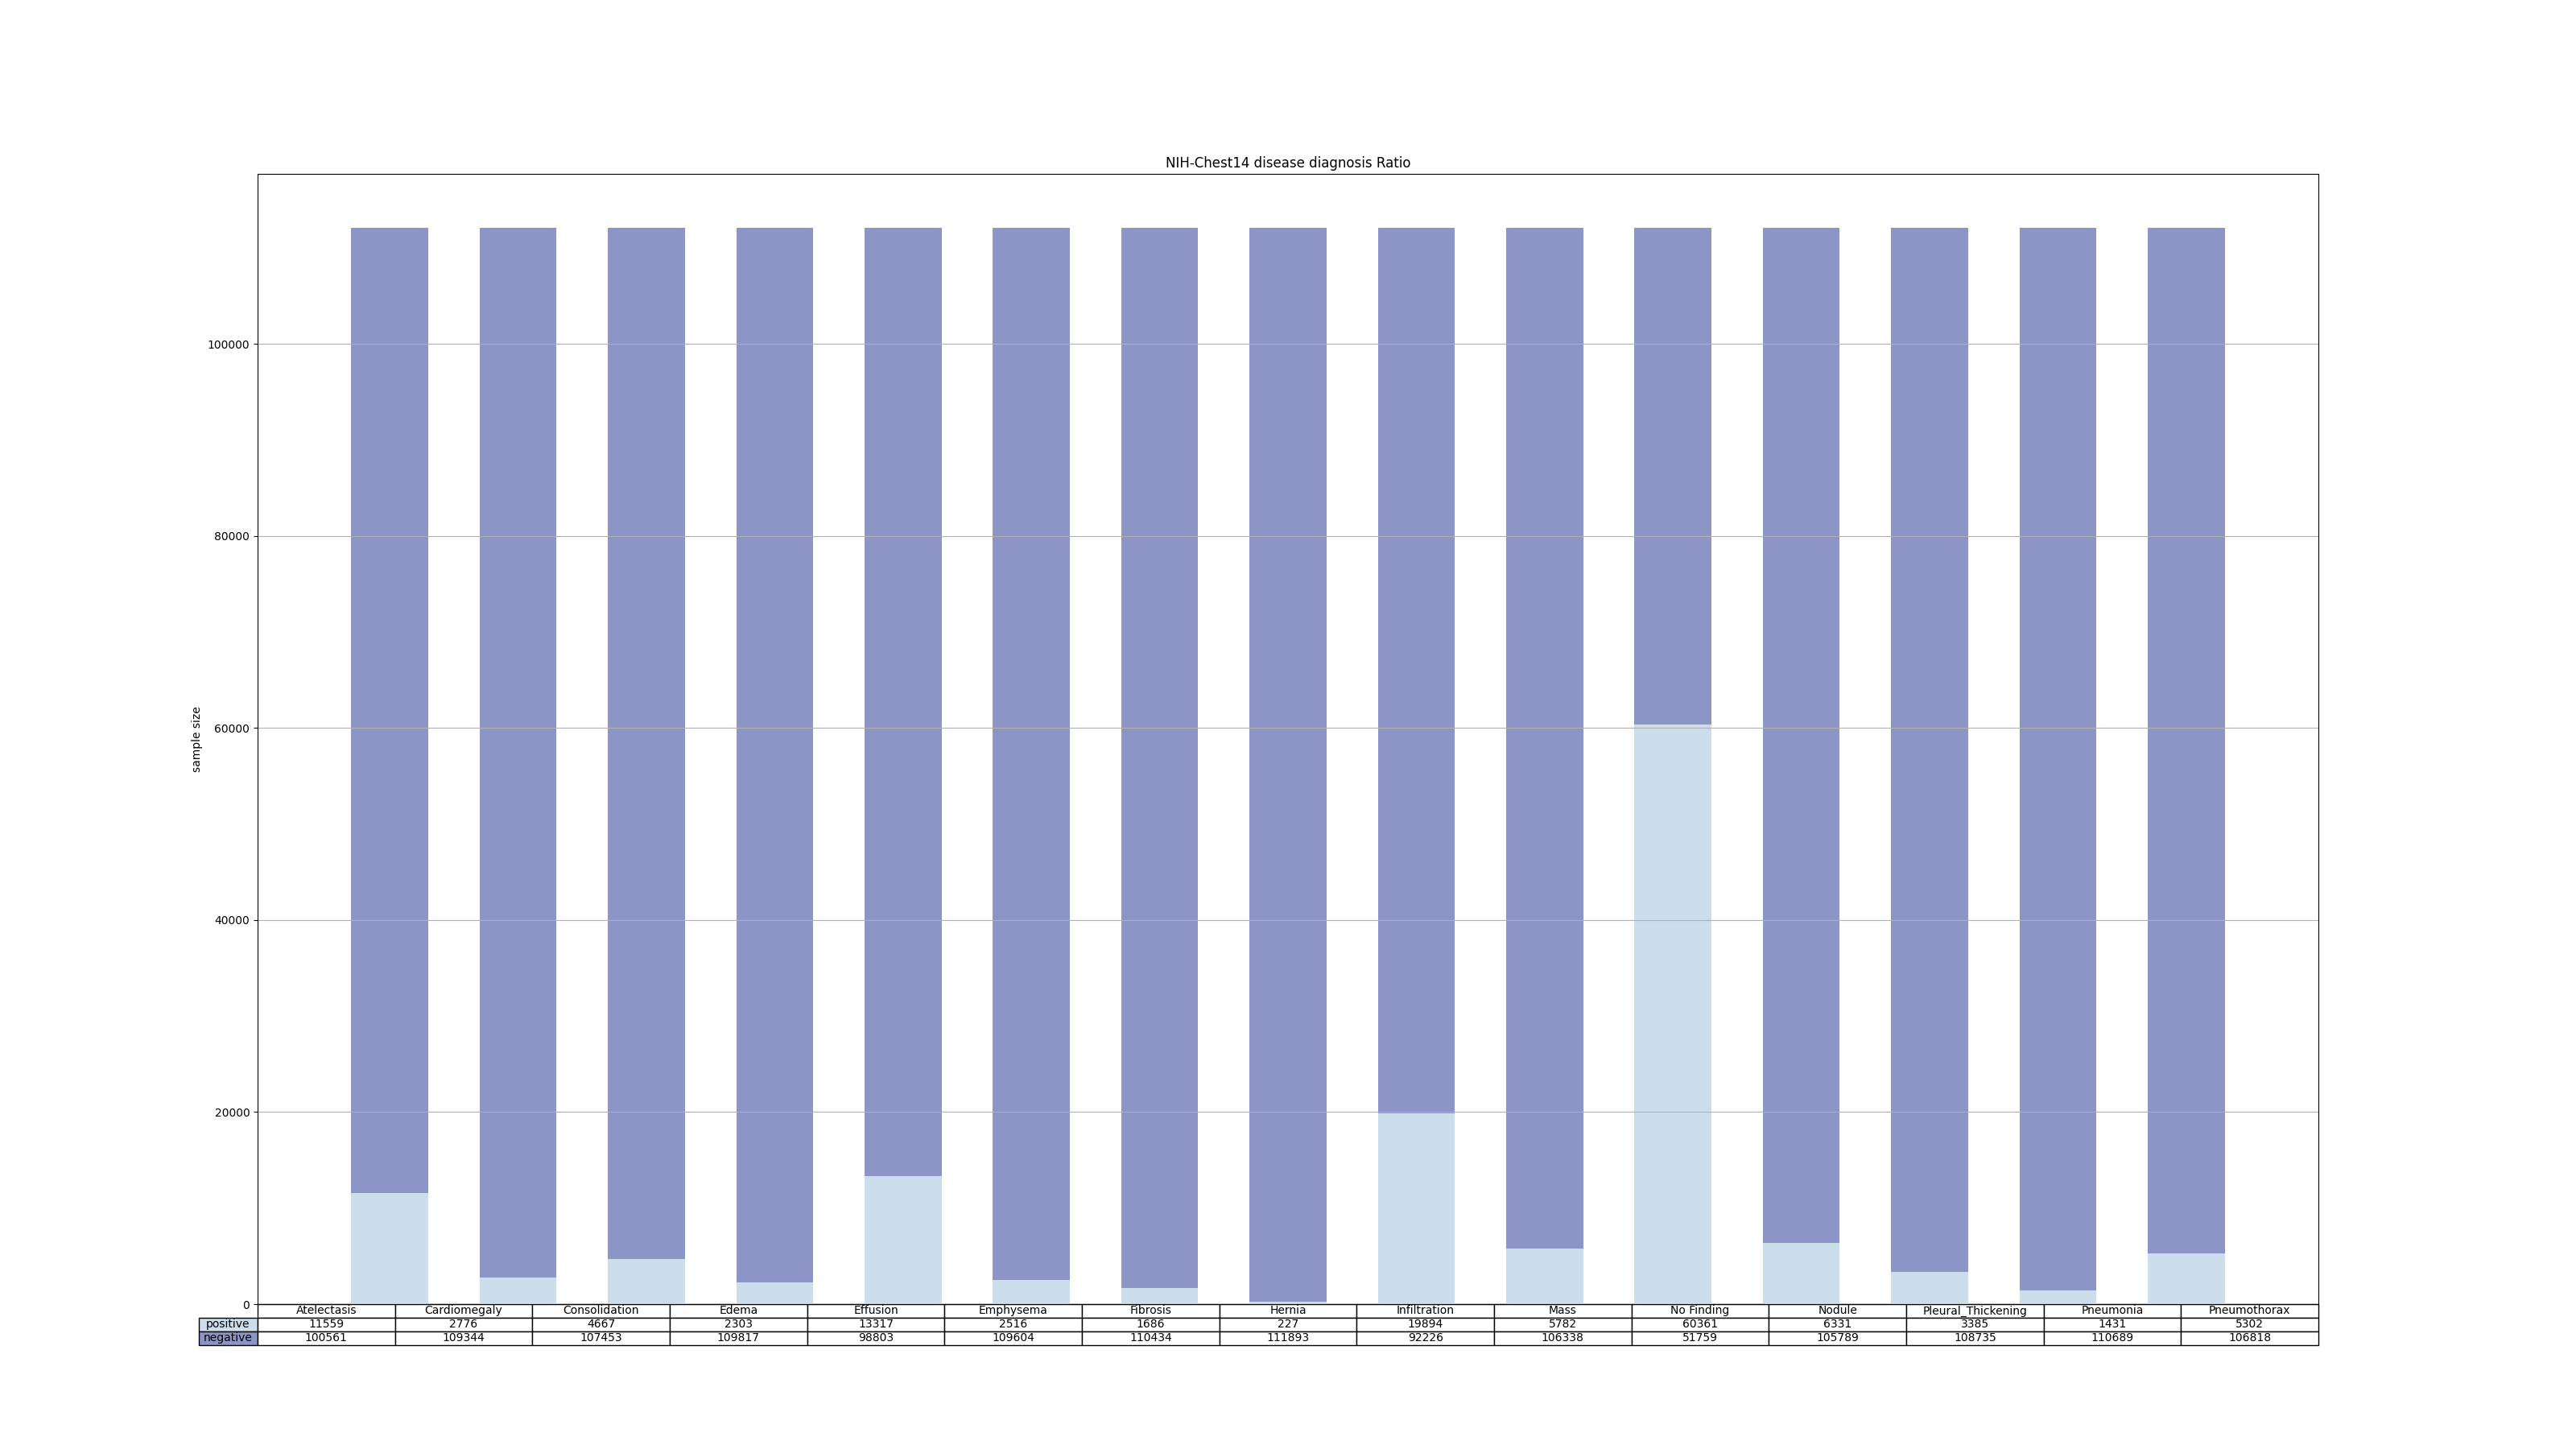 NIH-Chest14 disease diagnosis Ratio
100000
80000
60000
40000
20000
0
sample size
Atelectasis Cardiomegaly Consolidation Edema Effusion Emphysema Fibrosis Hernia Infiltration Mass No Finding Nodule Pleural_Thickening Pneumonia Pneumothorax
positive 11559 2776 4667 2303 13317 2516 1686 227 19894 5782 60361 6331 3385 1431 5302
negative 100561 109344 107453 109817 98803 109604 110434 111893 92226 106338 51759 105789 108735 110689 106818